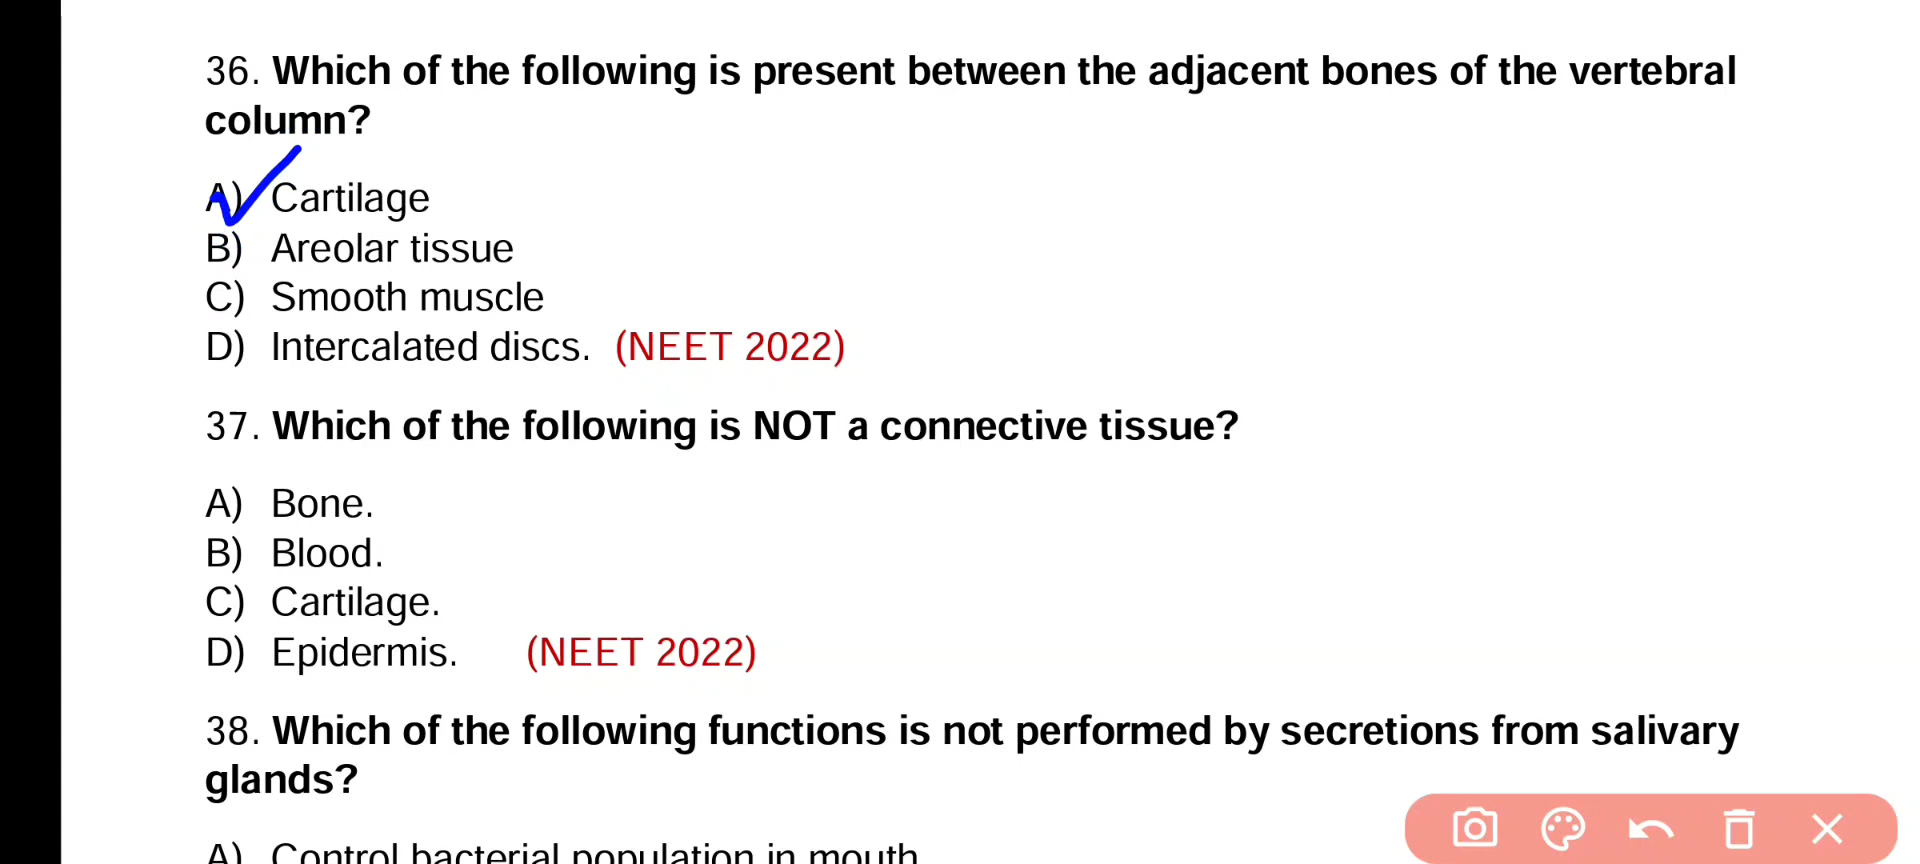 36. Which of the following is present between the adjacent bones of the vertebral
column?
A) Cartilage
B) Areolar tissue
C) Smooth muscle
D) Intercalated discs. (NEET 2022)
37. Which of the following is NOT a connective tissue?
A) Bone.
B) Blood.
C) Cartilage.
D) Epidermis. (NEET 2022)
38. Which of the following functions is not performed by secretions from salivary
glands?
A) Control bacterial population in mouth